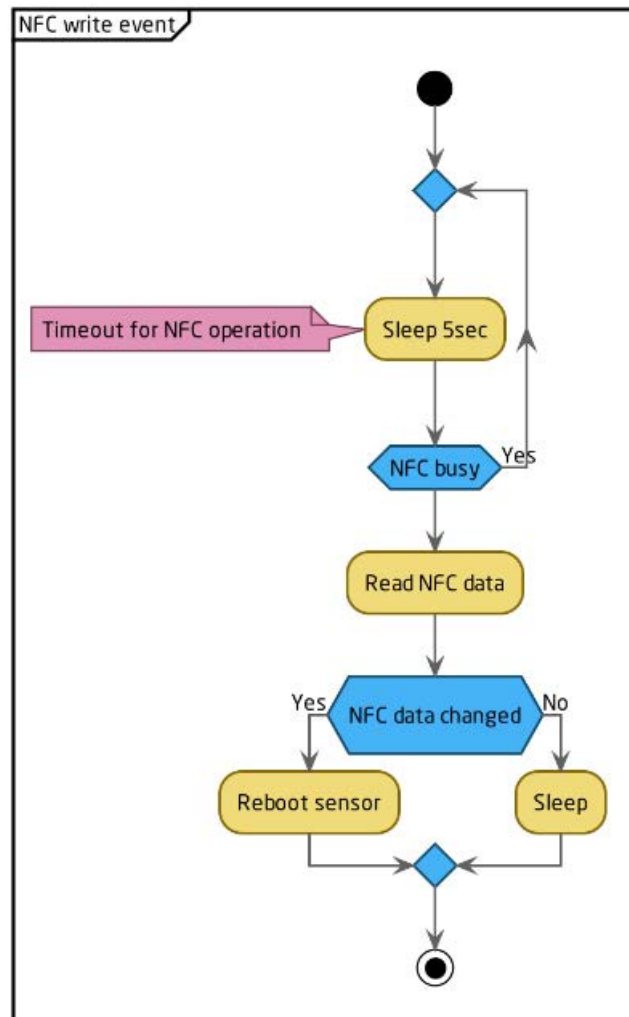 NFC write event
Timeout for NFC operation
Sleep 5sec
Yes
NFC busy
Read NFC data
Yes
NFC data changed
No
Reboot sensor
Sleep